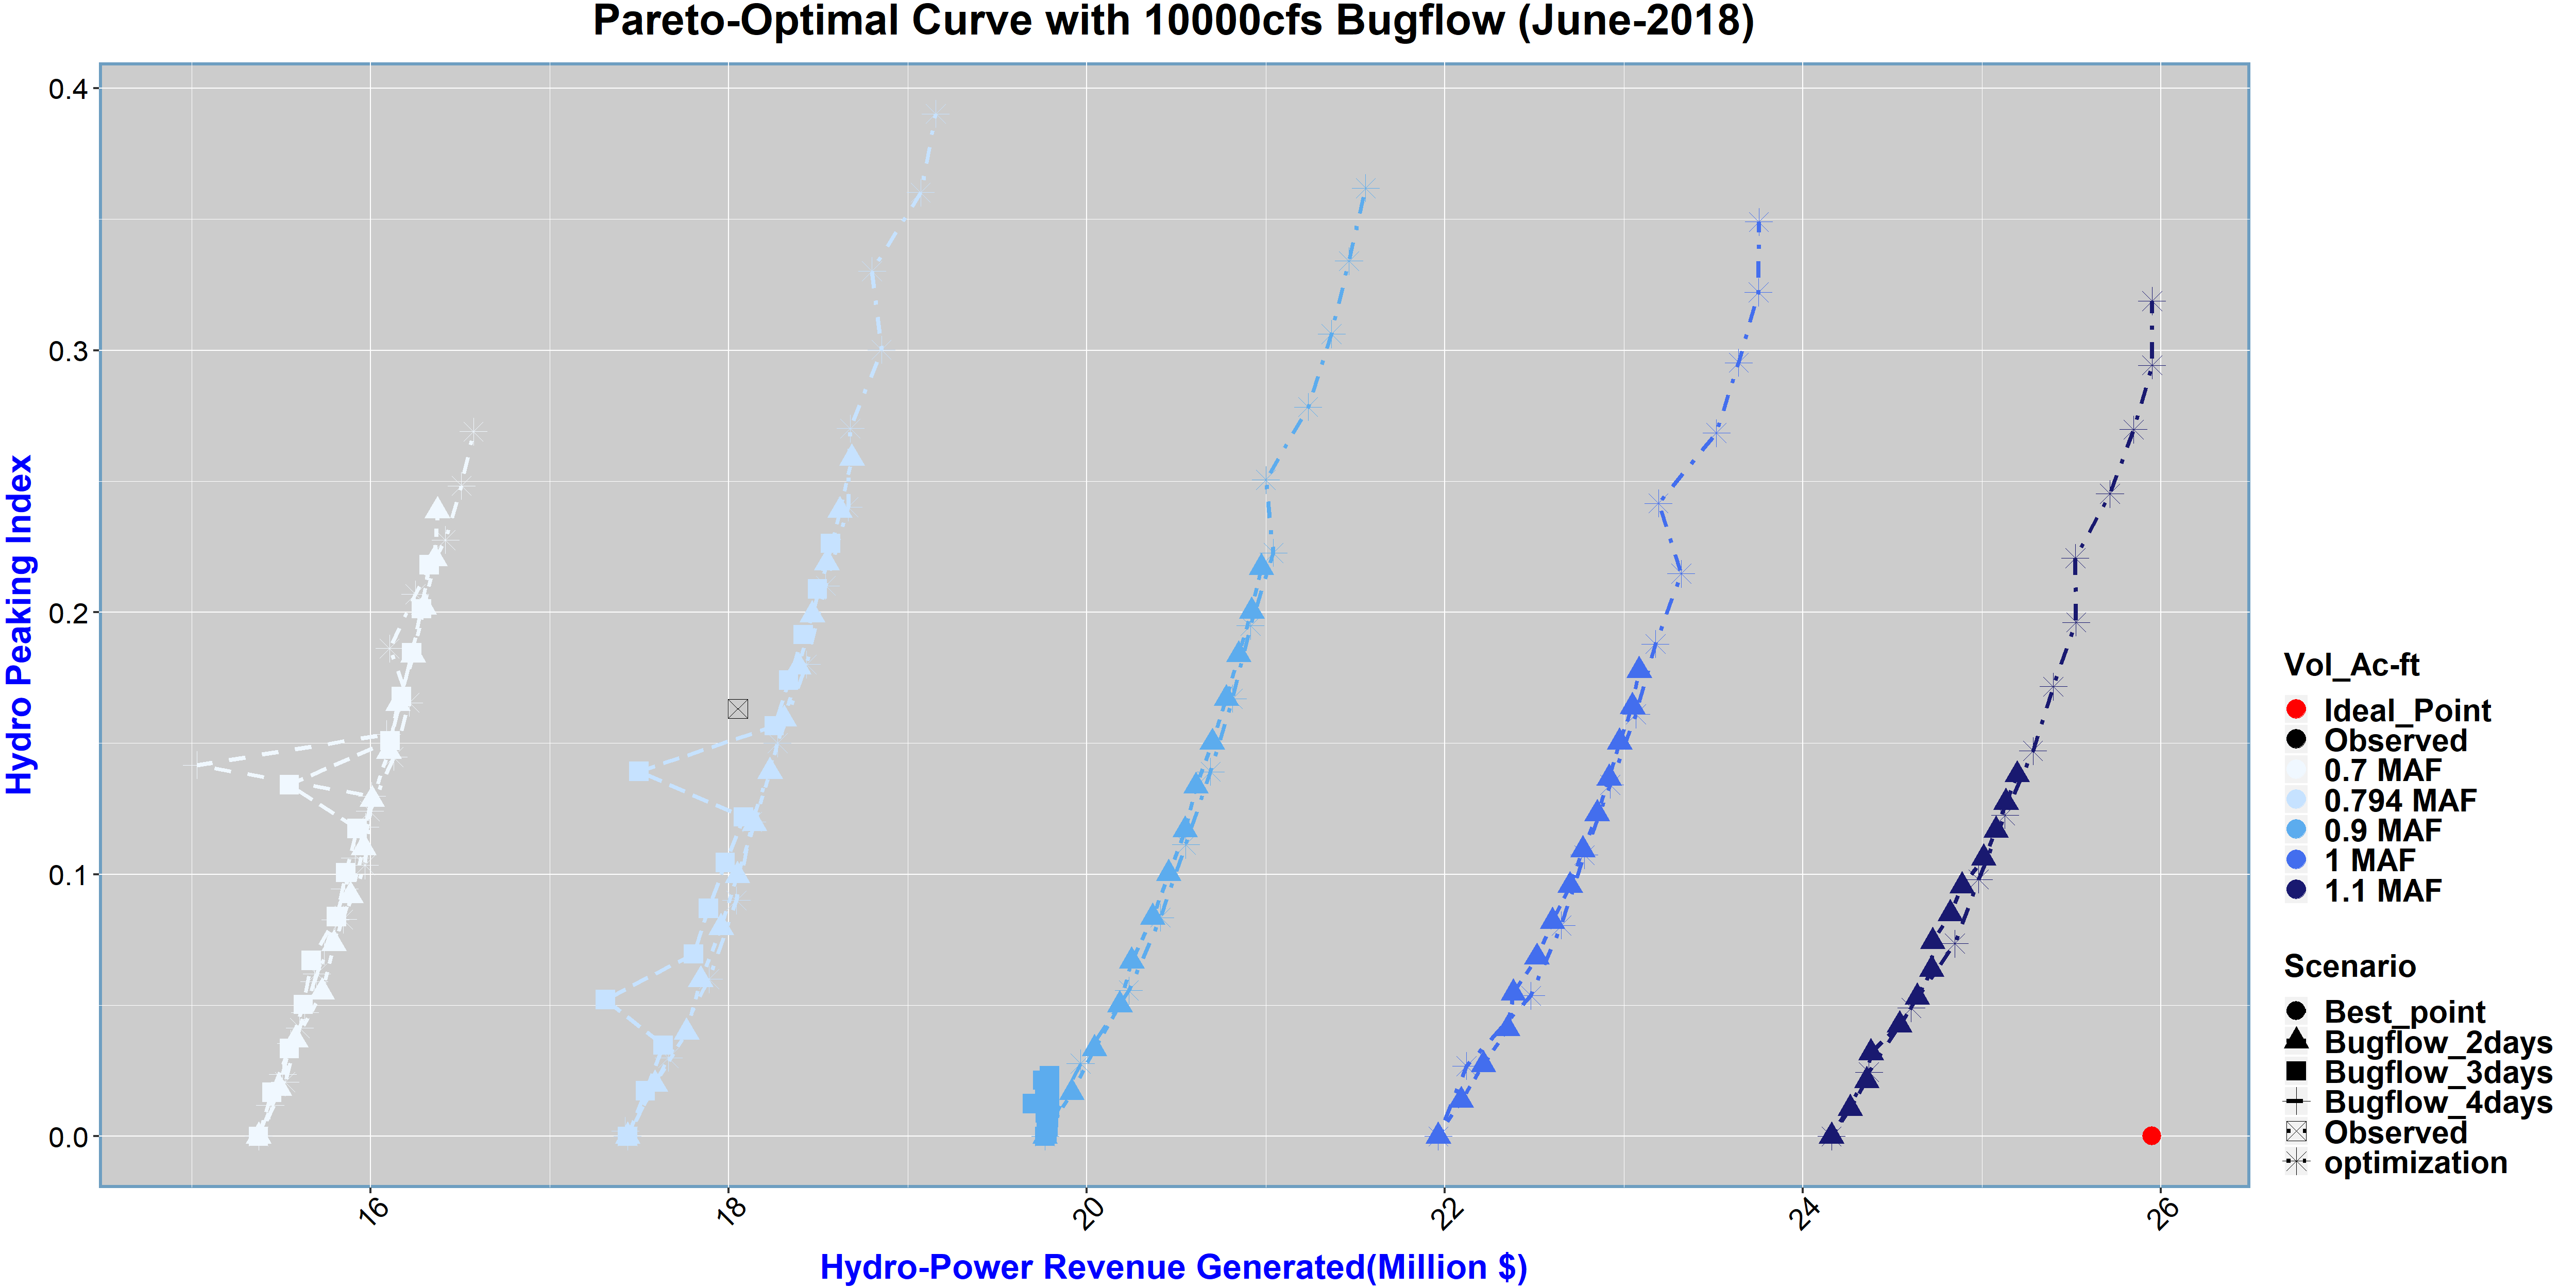 Pareto-Optimal Curve with 10000cfs Bugflow (June-2018)
Hydro Peaking Index
0.4
0.3
0.2
0.1
0.0
16
18
20
22
24
26
Hydro-Power Revenue Generated(Million $)
Vol_Ac-ft
Ideal_Point
Observed
0.7 MAF
0.794 MAF
0.9 MAF
1 MAF
1.1 MAF
Scenario
Best_point
Bugflow_2days
Bugflow_3days
Bugflow_4days
Observed
optimization